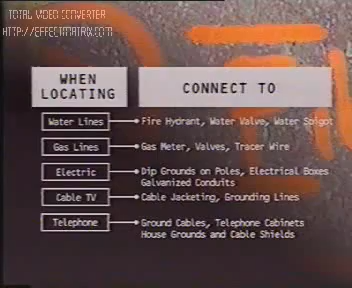 TOTAL VIDEO CONVERTER
HTTP://EFFECTMATRIX.COM
WHEN LOCATING
CONNECT TO
Water Lines
Fire Hydrant, Water Valve, Water Spigot
Gas Lines
Gas Meter, Valves, Tracer Wire
Electric
Dip Grounds on Poles, Electrical Boxes
Galvanized Conduits
Cable TV
Cable Jacketing, Grounding Lines
Telephone
Ground Cables, Telephone Cabinets
House Grounds and Cable Shields